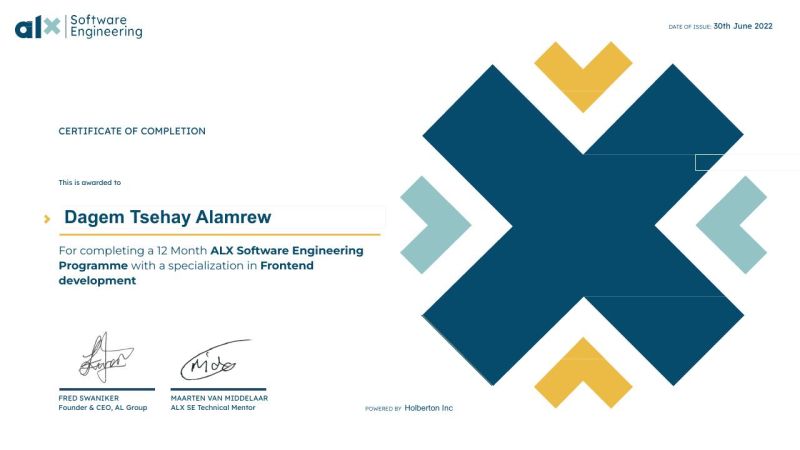 alx Software
Engineering
DATE OF ISSUE: 30th June 2022
CERTIFICATE OF COMPLETION
This is awarded to
Dagem Tsehay Alamrew
For completing a 12 Month ALX Software Engineering
Programme with a specialization in Frontend
development
FRED SWANIKER
Founder & CEO, AL Group
MAARTEN VAN MIDDELAAR
ALX SE Technical Mentor
POWERED BY Holberton Inc